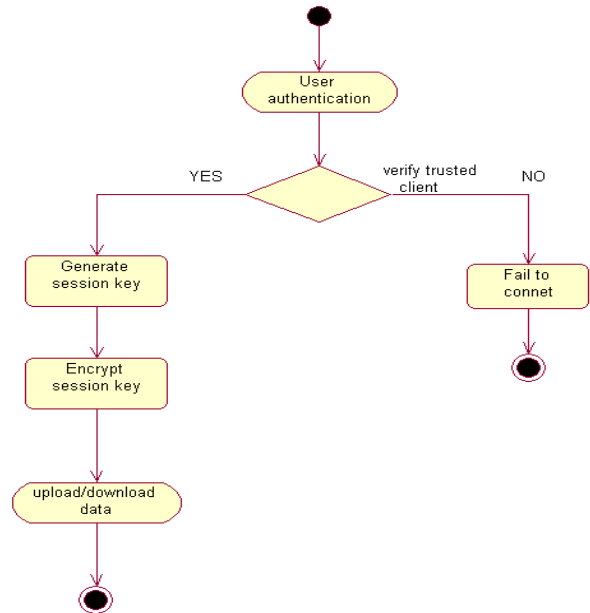 User
authentication
YES
verify trusted
client
NO
Generate
session key
Fail to
connet
Encrypt
session key
upload/download
data